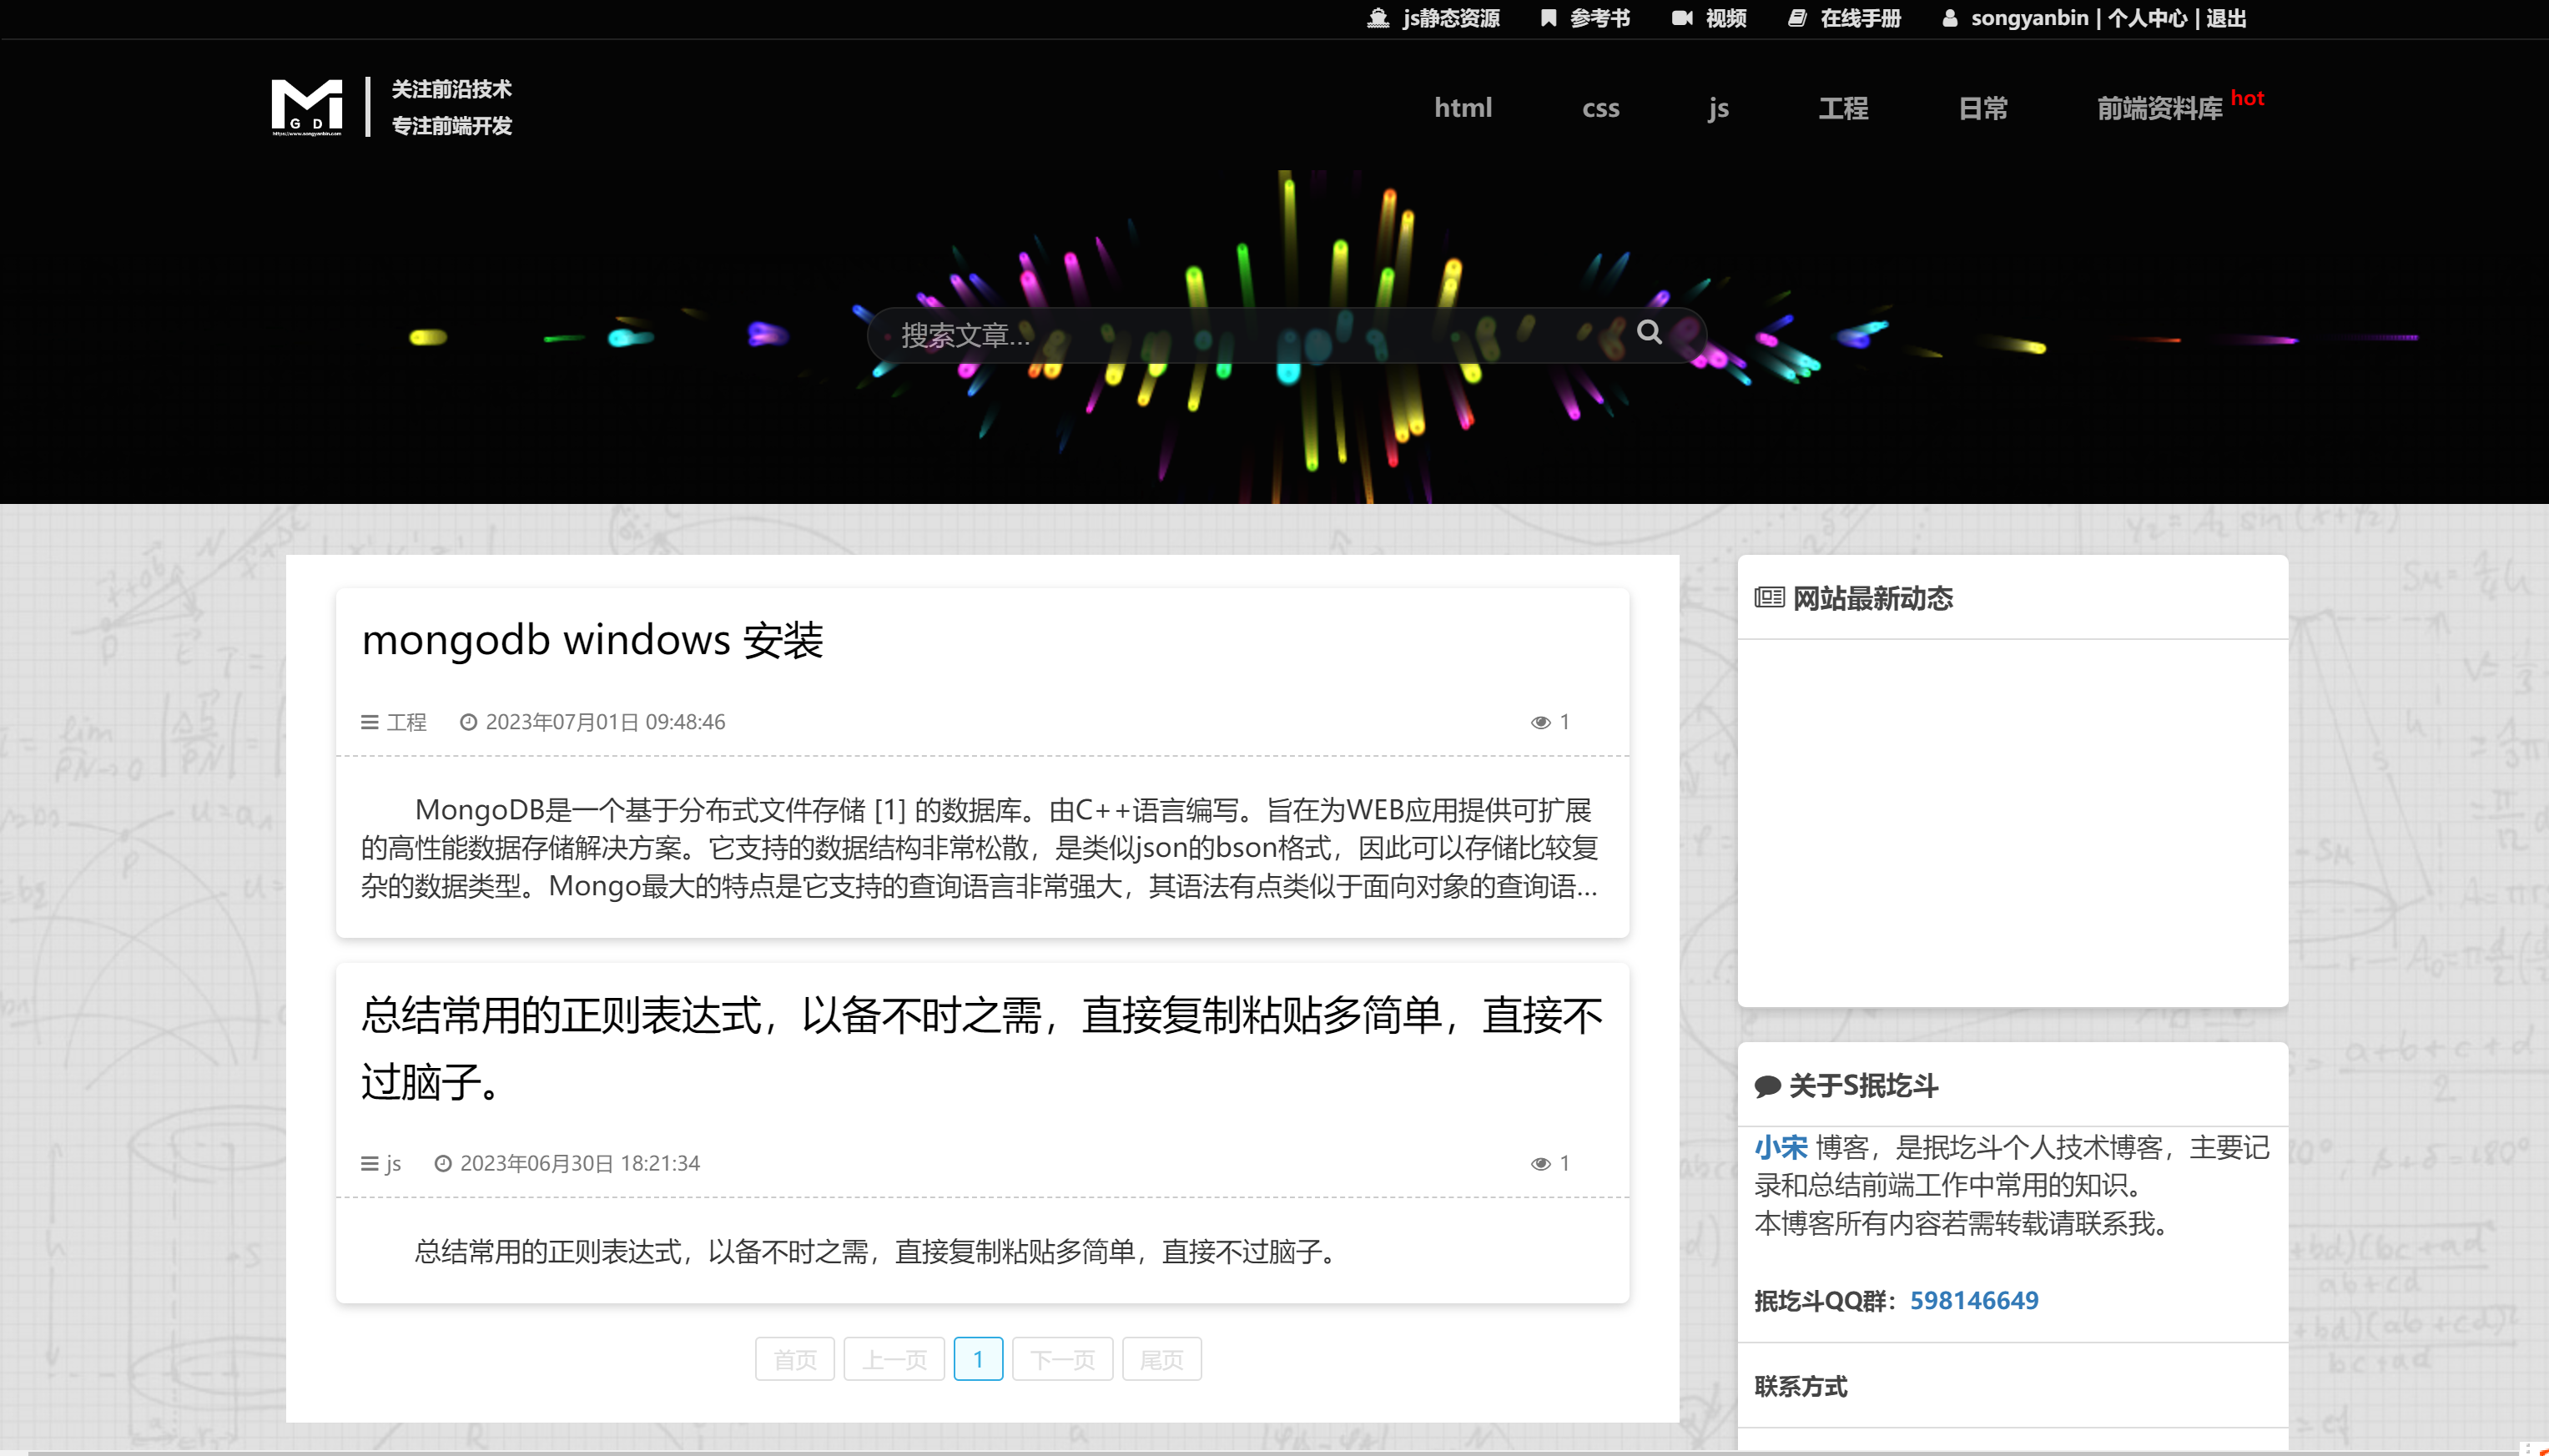 js静态资源 参考书 视频 在线手册 songyanbin | 个人中心 | 退出
M
G D
https://www.songyanbin.com
关注前沿技术
专注前端开发
html css js 工程 日常 前端资料库 hot
搜索文章...
mongodb windows 安装
工程 2023年07月01日 09:48:46 1
MongoDB是一个基于分布式文件存储 [1] 的数据库。由C++语言编写。旨在为WEB应用提供可扩展
的高性能数据存储解决方案。它支持的数据结构非常松散，是类似json的bson格式，因此可以存储比较复
杂的数据类型。Mongo最大的特点是它支持的查询语言非常强大，其语法有点类似于面向对象的查询语...
总结常用的正则表达式，以备不时之需，直接复制粘贴多简单，直接不
过脑子。
js 2023年06月30日 18:21:34 1
总结常用的正则表达式，以备不时之需，直接复制粘贴多简单，直接不过脑子。
首页 上一页 1 下一页 尾页
网站最新动态
关于S抿圪斗
小宋 博客，是抿圪斗个人技术博客，主要记
录和总结前端工作中常用的知识。
本博客所有内容若需转载请联系我。
抿圪斗QQ群：598146649
联系方式